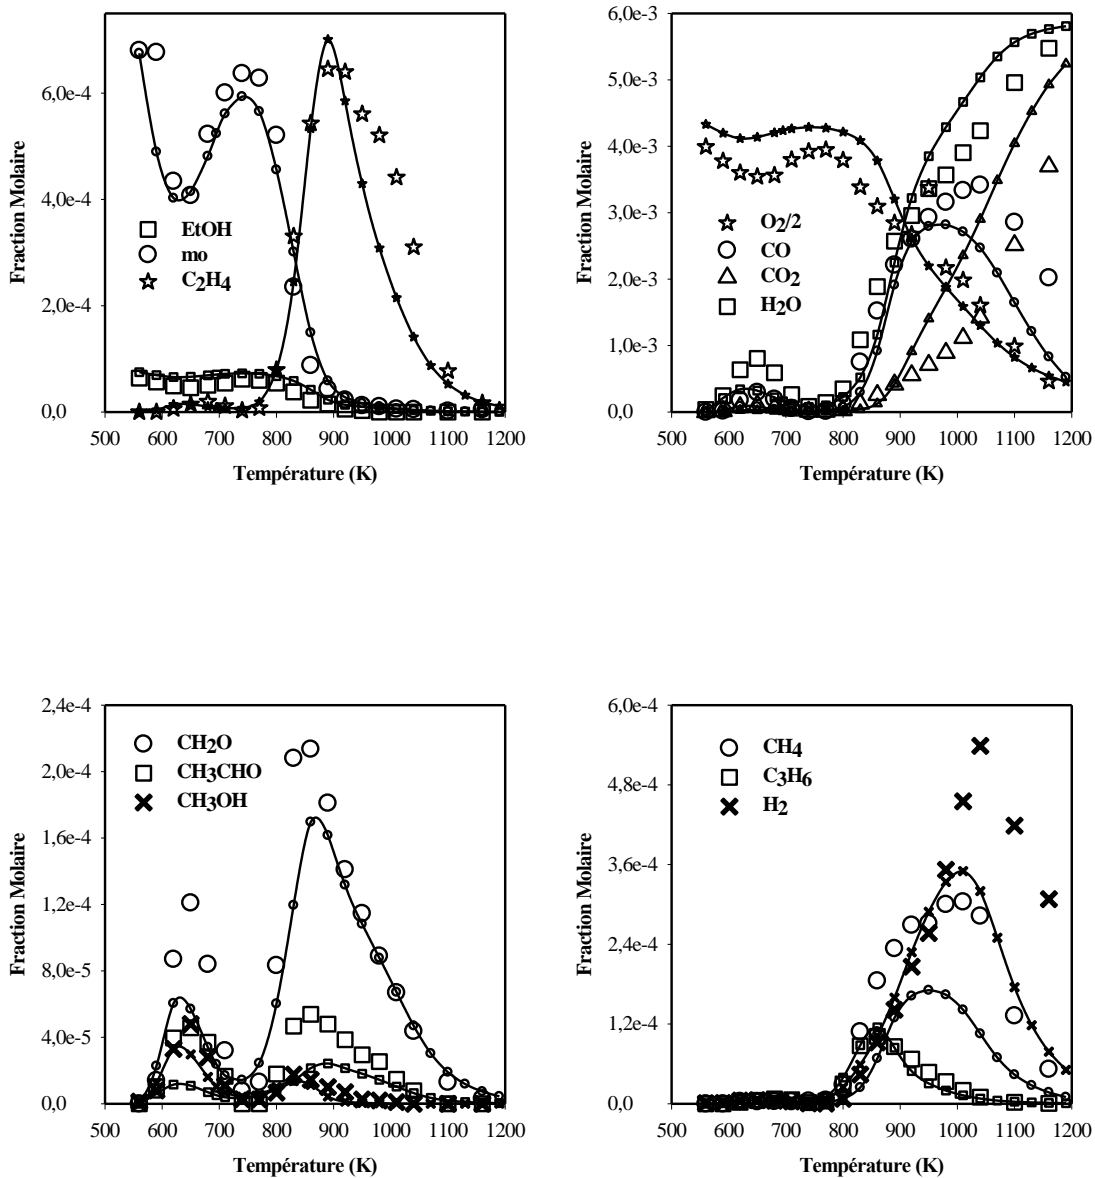 6,0e-4
4,0e-4
2,0e-4
0,0
Fraction Molaire
EtOH
mo
C2H4
500 600 700 800 900 1000 1100 1200
Température (K)
6,0e-3
5,0e-3
4,0e-3
3,0e-3
2,0e-3
1,0e-3
0,0
Fraction Molaire
O2/2
CO
CO2
H2O
500 600 700 800 900 1000 1100 1200
Température (K)
2,4e-4
2,0e-4
1,6e-4
1,2e-4
8,0e-5
4,0e-5
0,0
Fraction Molaire
CH2O
CH3CHO
CH3OH
500 600 700 800 900 1000 1100 1200
Température (K)
6,0e-4
4,8e-4
3,6e-4
2,4e-4
1,2e-4
0,0
Fraction Molaire
CH4
C3H6
H2
500 600 700 800 900 1000 1100 1200
Température (K)